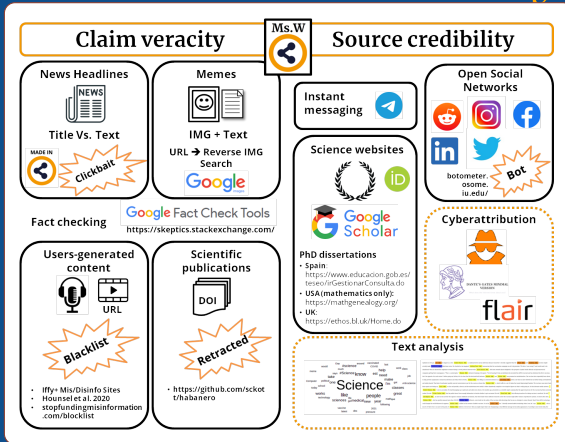 Ms.W
Claim veracity
Source credibility
News Headlines
NEWS
Title Vs. Text
MADE IN
Clickbait
Memes
IMG + Text
URL → Reverse IMG
Search
Google
Fact checking
Google Fact Check Tools
https://skeptics.stackexchange.com/
Users-generated
content
URL
Blacklist
• Iffy+ Mis/Disinfo Sites
• Hounsel et al. 2020
• stopfundingmisinformation
.com/blocklist
Scientific
publications
DOI
Retracted
• https://github.com/sckot
t/habanero
Instant
messaging
Science websites
iD
Google
Scholar
PhD dissertations
• Spain:
https://www.educacion.gob.es/
teseo/irGestionarConsulta.do
• USA (mathematics only):
https://mathgenealogy.org/
• UK:
https://ethos.bl.uk/Home.do
Open Social
Networks
in
botometer.
osome.
iu.edu/
Bot
Cyberattribution
flair
Text analysis
Science
know
like
people